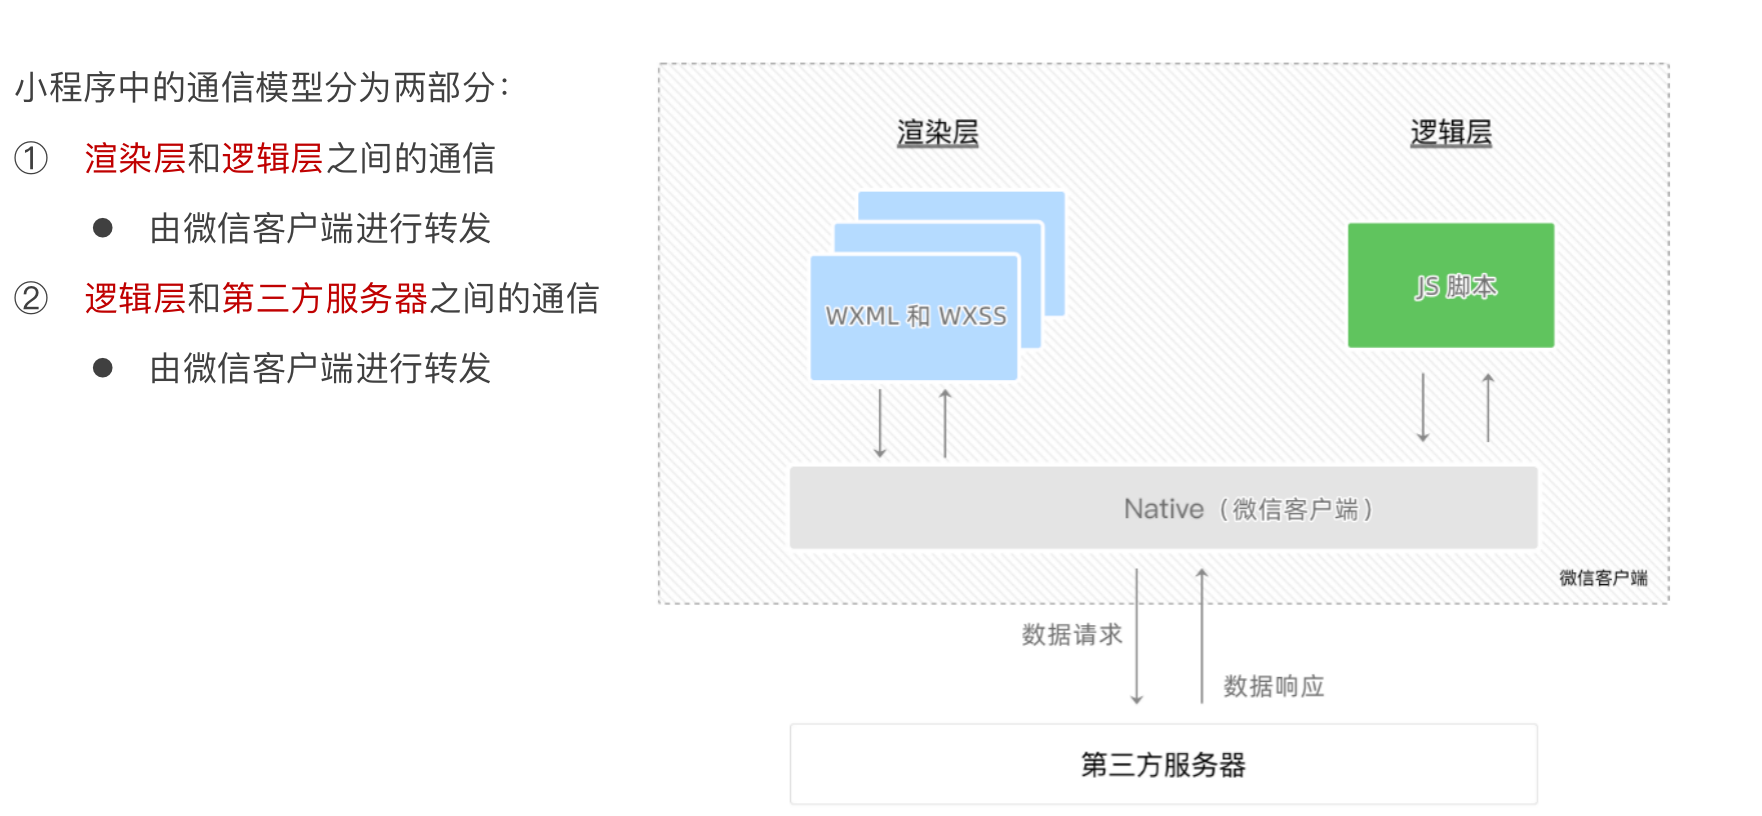 小程序中的通信模型分为两部分：
① 渲染层和逻辑层之间的通信
● 由微信客户端进行转发
② 逻辑层和第三方服务器之间的通信
● 由微信客户端进行转发
渲染层
逻辑层
WXML 和 WXSS
JS 脚本
Native（微信客户端）
微信客户端
数据请求
数据响应
第三方服务器